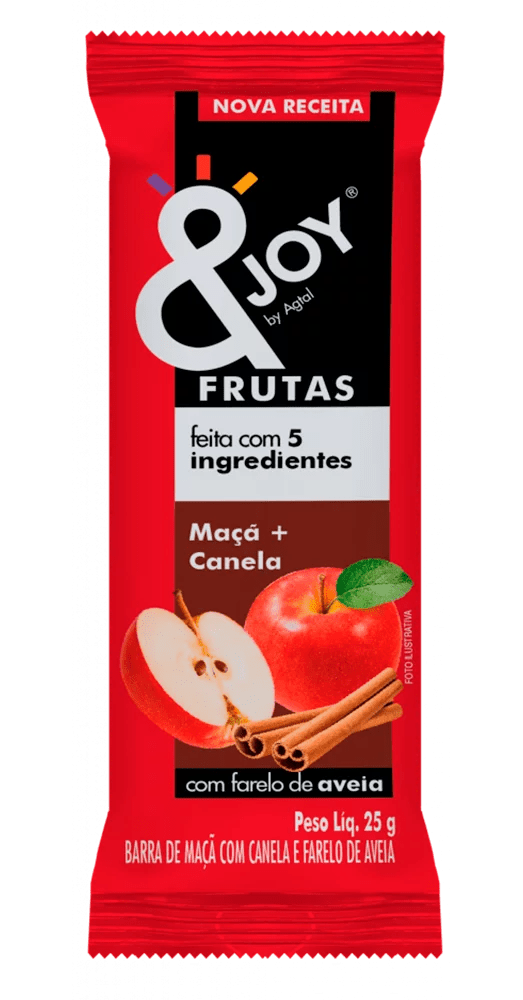 NOVA RECEITA
&JOY®
by Agtal
FRUTAS
feita com 5
ingredientes
Maçã +
Canela
FOTO ILUSTRATIVA
com farelo de aveia
Peso Líq. 25 g
BARRA DE MAÇÃ COM CANELA E FARELO DE AVEIA